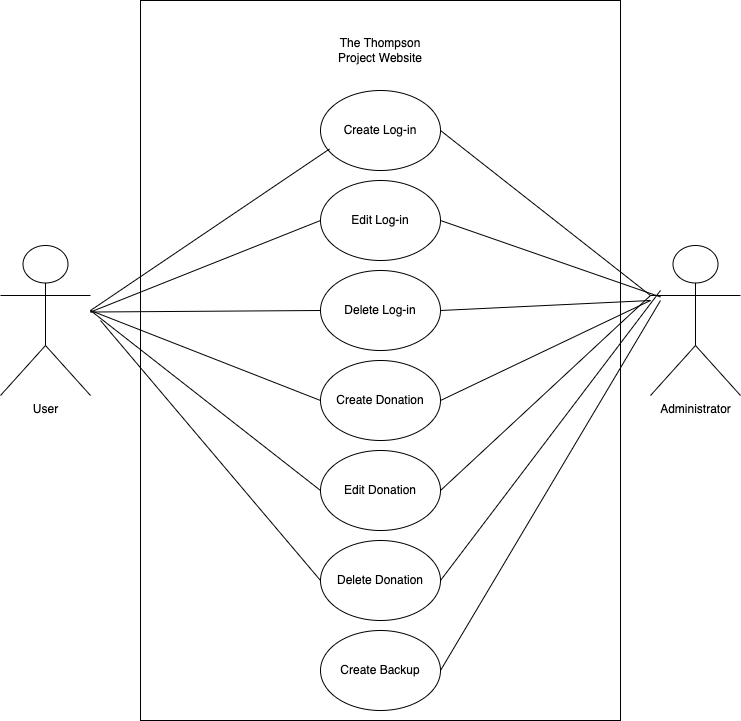 The Thompson
Project Website
Create Log-in
Edit Log-in
Delete Log-in
Create Donation
Edit Donation
Delete Donation
Create Backup
User
Administrator